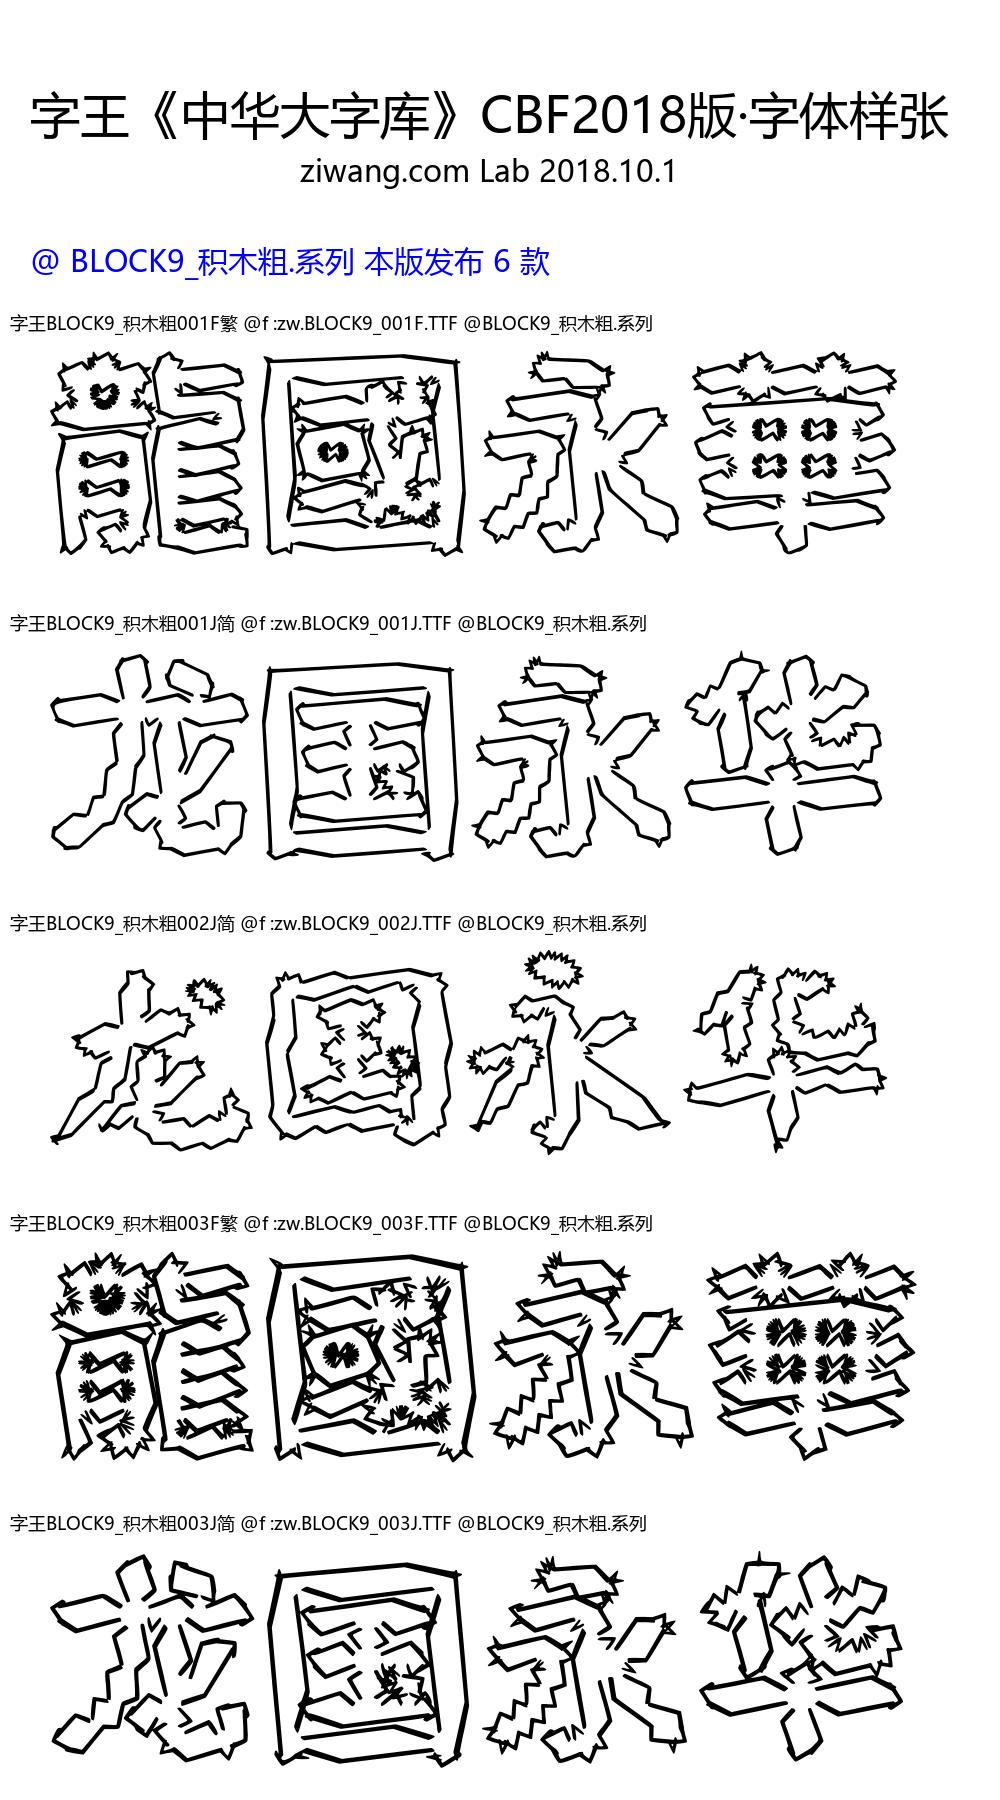 字王《中华大字库》CBF2018版·字体样张
ziwang.com Lab 2018.10.1
@ BLOCK9_积木粗.系列 本版发布 6 款
字王BLOCK9_积木粗001F繁 @f :zw.BLOCK9_001F.TTF @BLOCK9_积木粗.系列
龍國永華
字王BLOCK9_积木粗001J简 @f :zw.BLOCK9_001J.TTF @BLOCK9_积木粗.系列
龙国永华
字王BLOCK9_积木粗002J简 @f :zw.BLOCK9_002J.TTF @BLOCK9_积木粗.系列
龙国永华
字王BLOCK9_积木粗003F繁 @f :zw.BLOCK9_003F.TTF @BLOCK9_积木粗.系列
龍國永華
字王BLOCK9_积木粗003J简 @f :zw.BLOCK9_003J.TTF @BLOCK9_积木粗.系列
龙国永华